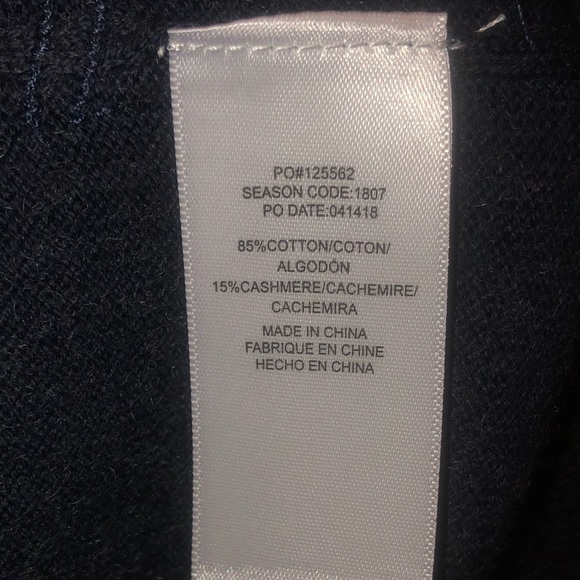 PO#125562
SEASON CODE:1807
PO DATE:041418
85%COTTON/COTON/
ALGODÓN
15%CASHMERE/CACHEMIRE/
CACHEMIRA
MADE IN CHINA
FABRIQUE EN CHINE
HECHO EN CHINA